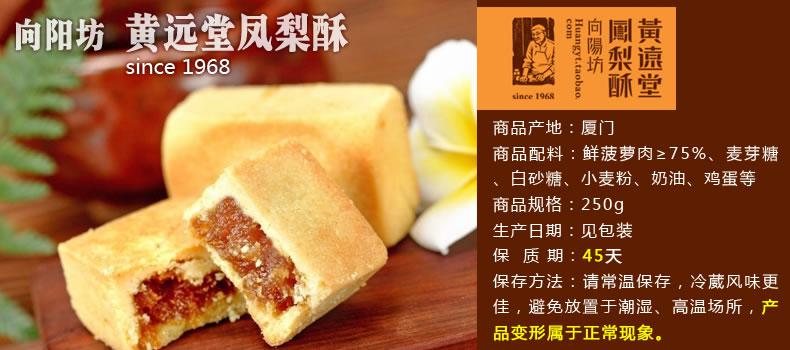 向阳坊 黄远堂凤梨酥
since 1968
黃遠堂
鳳梨酥
向陽坊
Huangyt.taobao.
com
since 1968
商品产地：厦门
商品配料：鲜菠萝肉≥75%、麦芽糖
、白砂糖、小麦粉、奶油、鸡蛋等
商品规格：250g
生产日期：见包装
保 质 期：45天
保存方法：请常温保存，冷藏风味更
佳，避免放置于潮湿、高温场所，产
品变形属于正常现象。